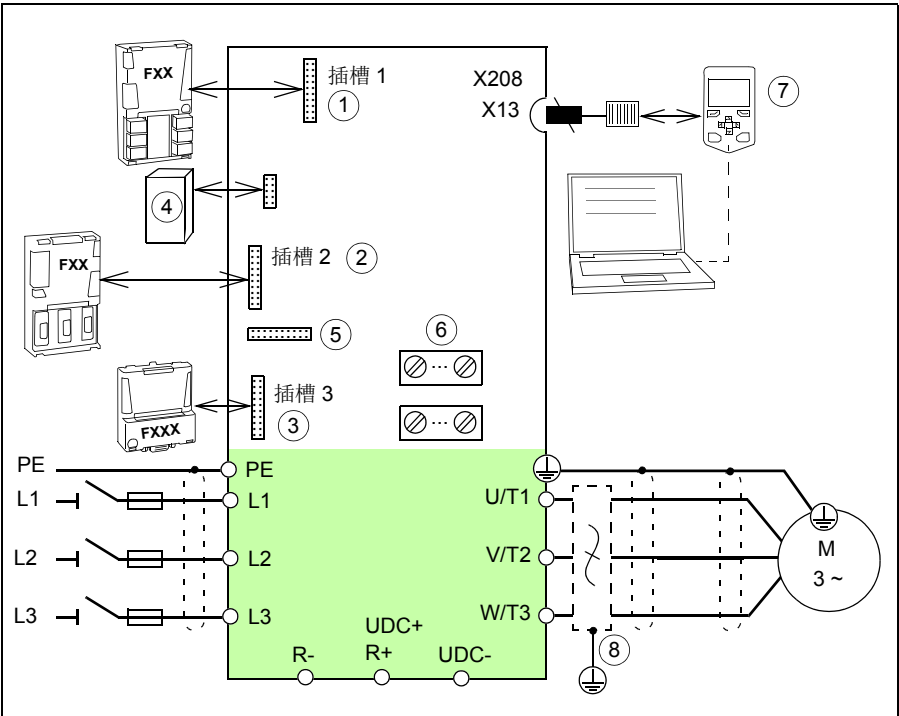 FXX
插槽 1
1
X208
X13
7
4
FXX
插槽 2 2
5
6
插槽 3
3
FXXX
PE
PE
L1
L1
U/T1
L2
L2
V/T2
M
3 ~
L3
L3
W/T3
UDC+
R-
R+
UDC-
8